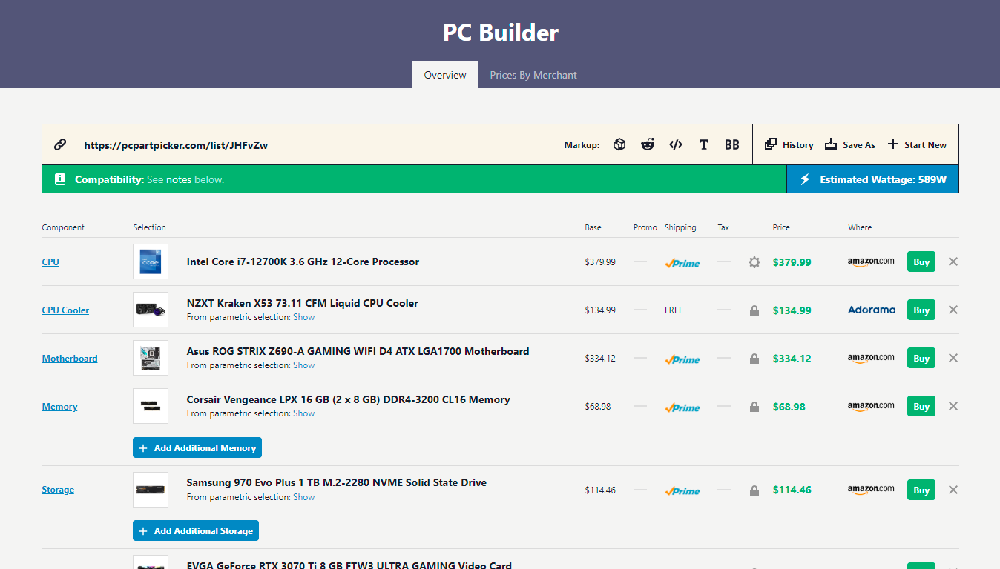 PC Builder
Overview
Prices By Merchant
https://pcpartpicker.com/list/JHFvZw
Markup:
T
BB
History
Save As
Start New
Compatibility: See notes below.
Estimated Wattage: 589W
Component Selection Base Promo Shipping Tax Price Where
CPU
CORE
Intel Core i7-12700K 3.6 GHz 12-Core Processor
$379.99 — Prime — $379.99 amazon.com Buy
CPU Cooler
NZXT Kraken X53 73.11 CFM Liquid CPU Cooler
From parametric selection: Show
$134.99 — FREE — $134.99 Adorama Buy
Motherboard
Asus ROG STRIX Z690-A GAMING WIFI D4 ATX LGA1700 Motherboard
From parametric selection: Show
$334.12 — Prime — $334.12 amazon.com Buy
Memory
Corsair Vengeance LPX 16 GB (2 x 8 GB) DDR4-3200 CL16 Memory
From parametric selection: Show
$68.98 — Prime — $68.98 amazon.com Buy
+ Add Additional Memory
Storage
Samsung 970 Evo Plus 1 TB M.2-2280 NVME Solid State Drive
From parametric selection: Show
$114.46 — Prime — $114.46 amazon.com Buy
+ Add Additional Storage
EVGA GeForce RTX 3070 Ti 8 GB FTW3 ULTRA GAMING Video Card